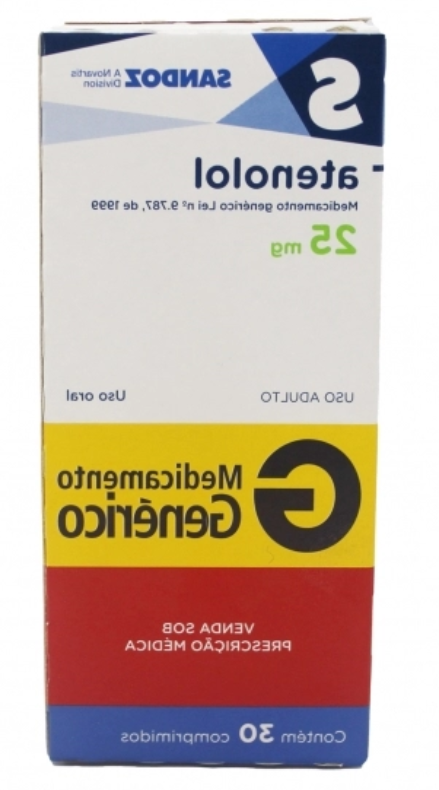 SANDOZ A Novartis
Division
S
atenolol
Medicamento genérico Lei nº 9.787, de 1999
25 mg
USO ADULTO Uso oral
G Medicamento
Genérico
VENDA SOB
PRESCRIÇÃO MÉDICA
Contém 30 comprimidos